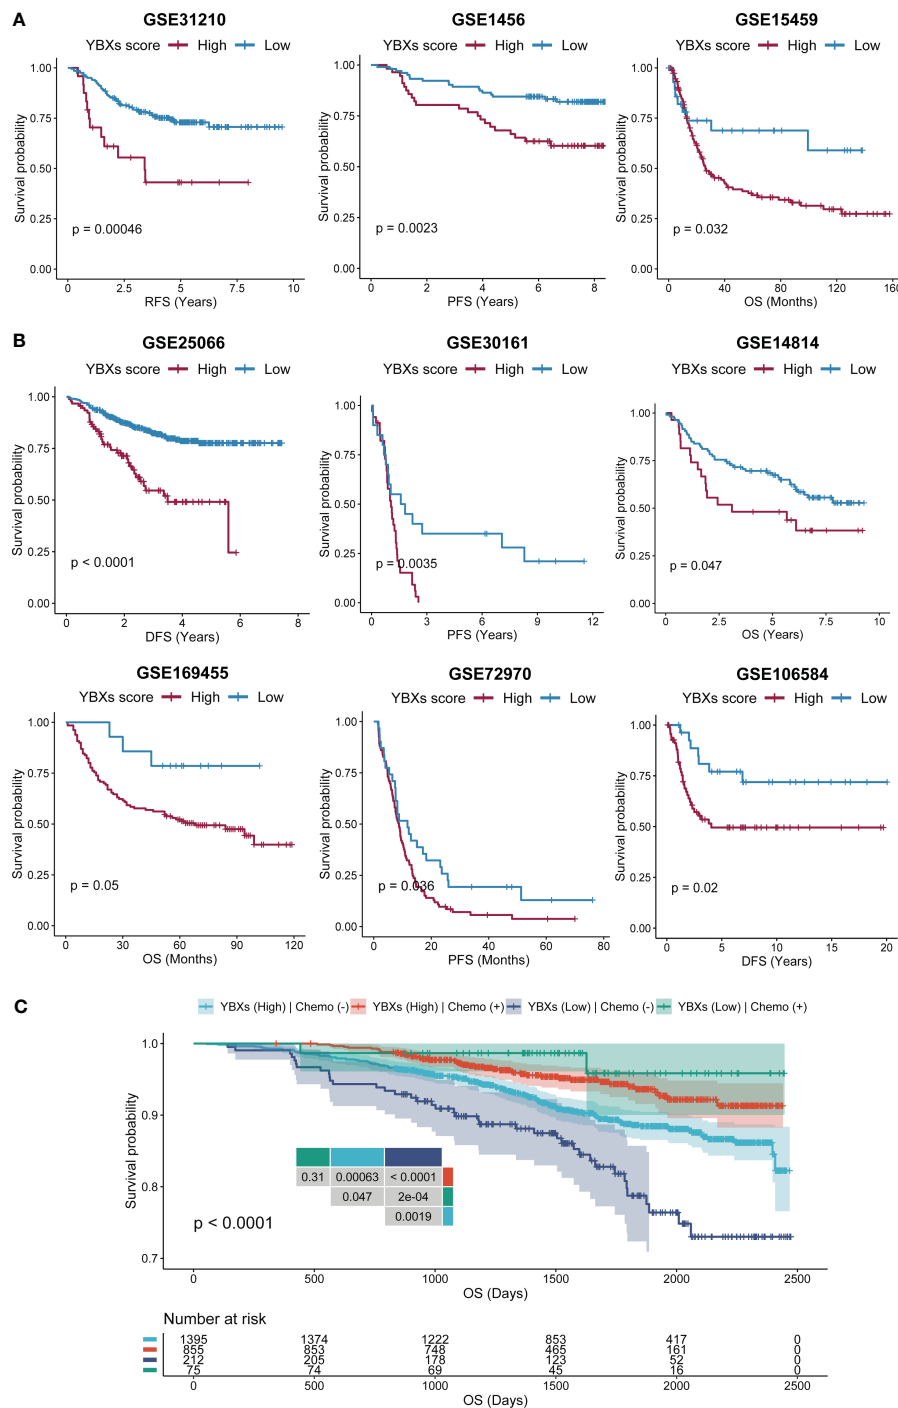 A
GSE31210
YBXs score High Low
Survival probability
1.00
0.75
0.50
0.25
0.00
p = 0.00046
0 2.5 5 7.5 10
RFS (Years)
GSE1456
YBXs score High Low
Survival probability
1.00
0.75
0.50
0.25
0.00
p = 0.0023
0 2 4 6 8
PFS (Years)
GSE15459
YBXs score High Low
Survival probability
1.00
0.75
0.50
0.25
0.00
p = 0.032
0 40 80 120 160
OS (Months)
B
GSE25066
YBXs score High Low
Survival probability
1.00
0.75
0.50
0.25
0.00
p < 0.0001
0 2 4 6 8
DFS (Years)
GSE30161
YBXs score High Low
Survival probability
1.00
0.75
0.50
0.25
0.00
p = 0.0035
0 3 6 9 12
PFS (Years)
GSE14814
YBXs score High Low
Survival probability
1.00
0.75
0.50
0.25
0.00
p = 0.047
0 2.5 5 7.5 10
OS (Years)
GSE169455
YBXs score High Low
Survival probability
1.00
0.75
0.50
0.25
0.00
p = 0.05
0 30 60 90 120
OS (Months)
GSE72970
YBXs score High Low
Survival probability
1.00
0.75
0.50
0.25
0.00
p = 0.036
0 20 40 60 80
PFS (Months)
GSE106584
YBXs score High Low
Survival probability
1.00
0.75
0.50
0.25
0.00
p = 0.02
0 5 10 15 20
DFS (Years)
C
YBXs (High) | Chemo (-) YBXs (High) | Chemo (+) YBXs (Low) | Chemo (-) YBXs (Low) | Chemo (+)
Survival probability
1.0
0.9
0.8
0.7
0.31 0.00063 < 0.0001
0.047 2e-04
0.0019
p < 0.0001
0 500 1000 1500 2000 2500
OS (Days)
Number at risk
1395 1374 1222 853 417 0
855 853 748 465 161 0
212 205 178 123 52 0
75 74 69 45 16 0
0 500 1000 1500 2000 2500
OS (Days)